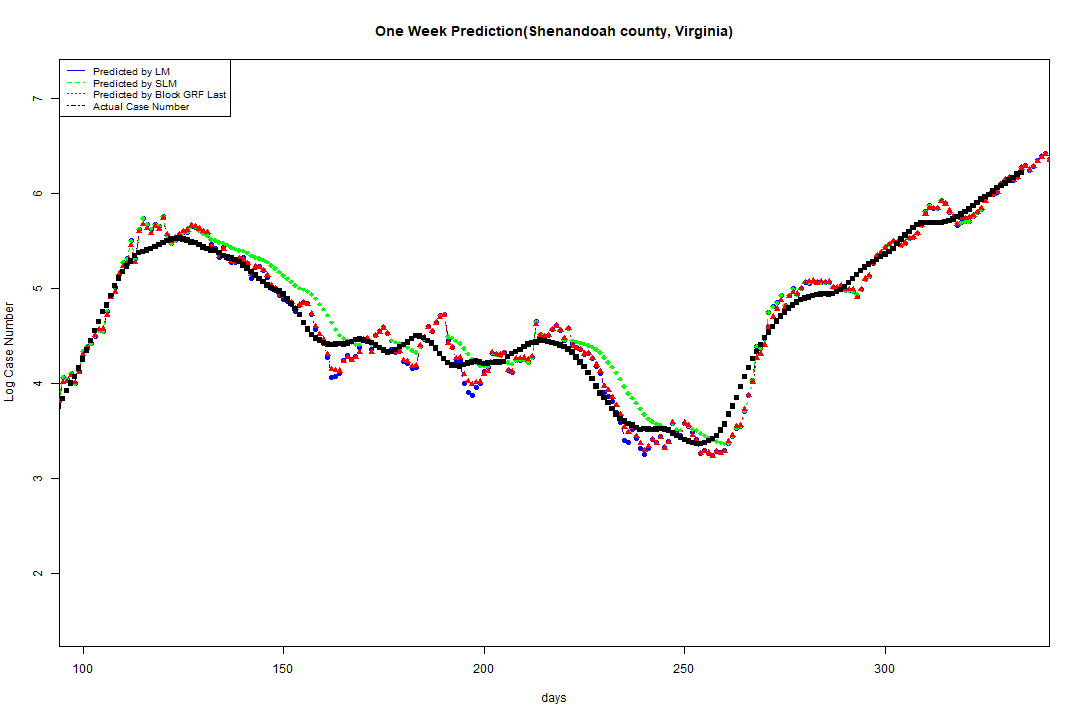 One Week Prediction(Shenandoah county, Virginia)
Predicted by LM
Predicted by SLM
Predicted by Block GRF Last
Actual Case Number
7
6
5
4
3
2
Log Case Number
100 150 200 250 300
days